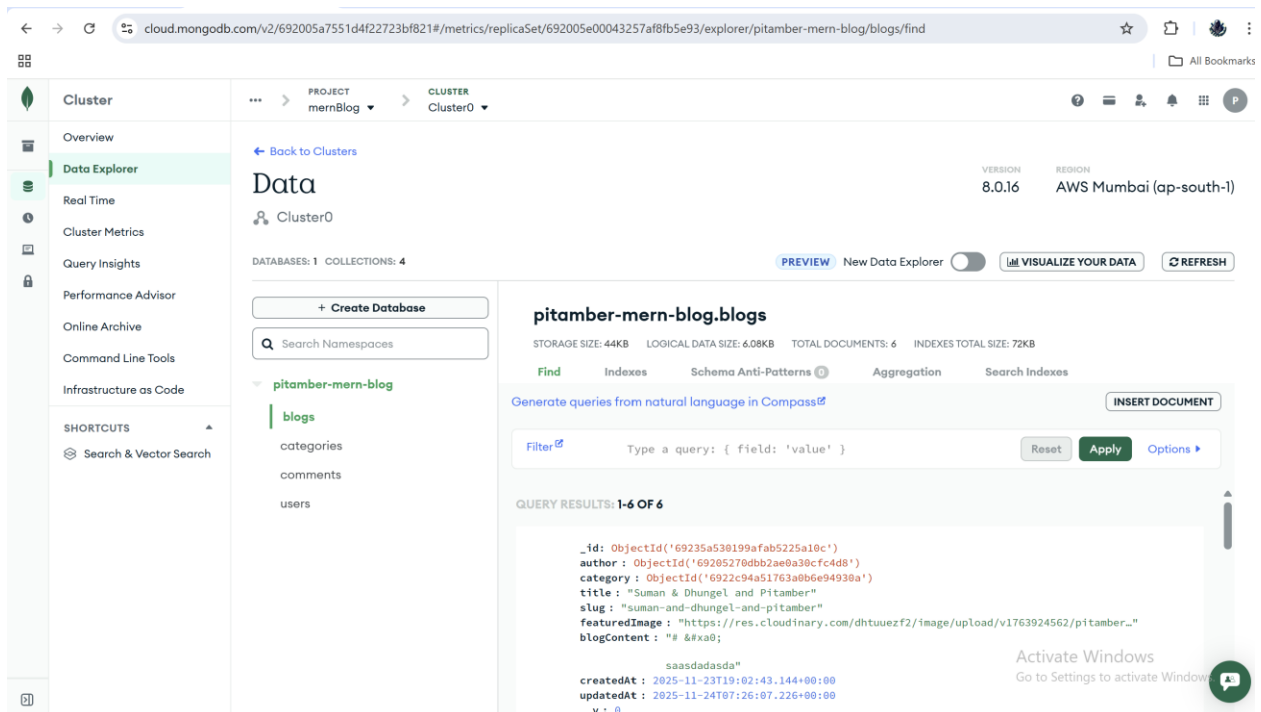 cloud.mongodb.com/v2/692005a7551d4f22723bf821#/metrics/replicaSet/692005e00043257af8fb5e93/explorer/pitamber-mern-blog/blogs/find
All Bookmarks
Cluster
PROJECT
mernBlog
CLUSTER
Cluster0
P
Overview
Data Explorer
Real Time
Cluster Metrics
Query Insights
Performance Advisor
Online Archive
Command Line Tools
Infrastructure as Code
SHORTCUTS
Search & Vector Search
Back to Clusters
Data
Cluster0
VERSION
8.0.16
REGION
AWS Mumbai (ap-south-1)
DATABASES: 1 COLLECTIONS: 4
PREVIEW New Data Explorer
VISUALIZE YOUR DATA
REFRESH
+ Create Database
Search Namespaces
pitamber-mern-blog
blogs
categories
comments
users
pitamber-mern-blog.blogs
STORAGE SIZE: 44KB LOGICAL DATA SIZE: 6.08KB TOTAL DOCUMENTS: 6 INDEXES TOTAL SIZE: 72KB
Find Indexes Schema Anti-Patterns 0 Aggregation Search Indexes
Generate queries from natural language in Compass
INSERT DOCUMENT
Filter
Type a query: { field: 'value' }
Reset
Apply
Options
QUERY RESULTS: 1-6 OF 6
_id: ObjectId('69235a530199afab5225a10c')
author : ObjectId('69205270dbb2ae0a30cfc4d8')
category : ObjectId('6922c94a51763a0b6e94930a')
title : "Suman & Dhungel and Pitamber"
slug : "suman-and-dhungel-and-pitamber"
featuredImage : "https://res.cloudinary.com/dhtuuezf2/image/upload/v1763924562/pitamber…"
blogContent : "# &#xa0;
saasdadasda"
createdAt : 2025-11-23T19:02:43.144+00:00
updatedAt : 2025-11-24T07:26:07.226+00:00
Activate Windows
Go to Settings to activate Windows